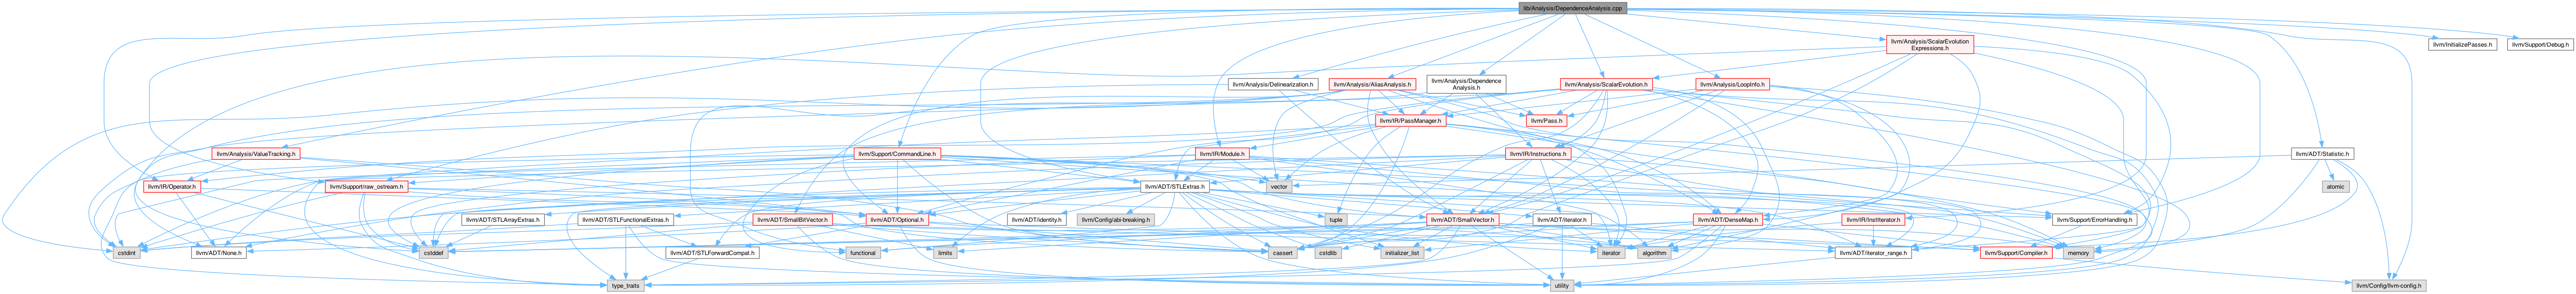 lib/Analysis/DependenceAnalysis.cpp
llvm/Analysis/ScalarEvolution
Expressions.h
llvm/InitializePasses.h
llvm/Support/Debug.h
llvm/Analysis/Delinearization.h
llvm/Analysis/AliasAnalysis.h
llvm/Analysis/Dependence
Analysis.h
llvm/Analysis/ScalarEvolution.h
llvm/Analysis/LoopInfo.h
llvm/IR/PassManager.h
llvm/Pass.h
llvm/Analysis/ValueTracking.h
llvm/Support/CommandLine.h
llvm/IR/Module.h
llvm/IR/Instructions.h
llvm/ADT/Statistic.h
llvm/IR/Operator.h
llvm/Support/raw_ostream.h
llvm/ADT/STLExtras.h
vector
atomic
llvm/ADT/STLArrayExtras.h
llvm/ADT/STLFunctionalExtras.h
llvm/ADT/SmallBitVector.h
llvm/ADT/Optional.h
llvm/ADT/identity.h
llvm/Config/abi-breaking.h
tuple
llvm/ADT/SmallVector.h
llvm/ADT/iterator.h
llvm/ADT/DenseMap.h
llvm/IR/InstIterator.h
llvm/Support/ErrorHandling.h
cstdint
llvm/ADT/None.h
cstddef
llvm/ADT/STLForwardCompat.h
functional
limits
cassert
cstdlib
initializer_list
iterator
algorithm
llvm/ADT/iterator_range.h
llvm/Support/Compiler.h
memory
type_traits
utility
llvm/Config/llvm-config.h